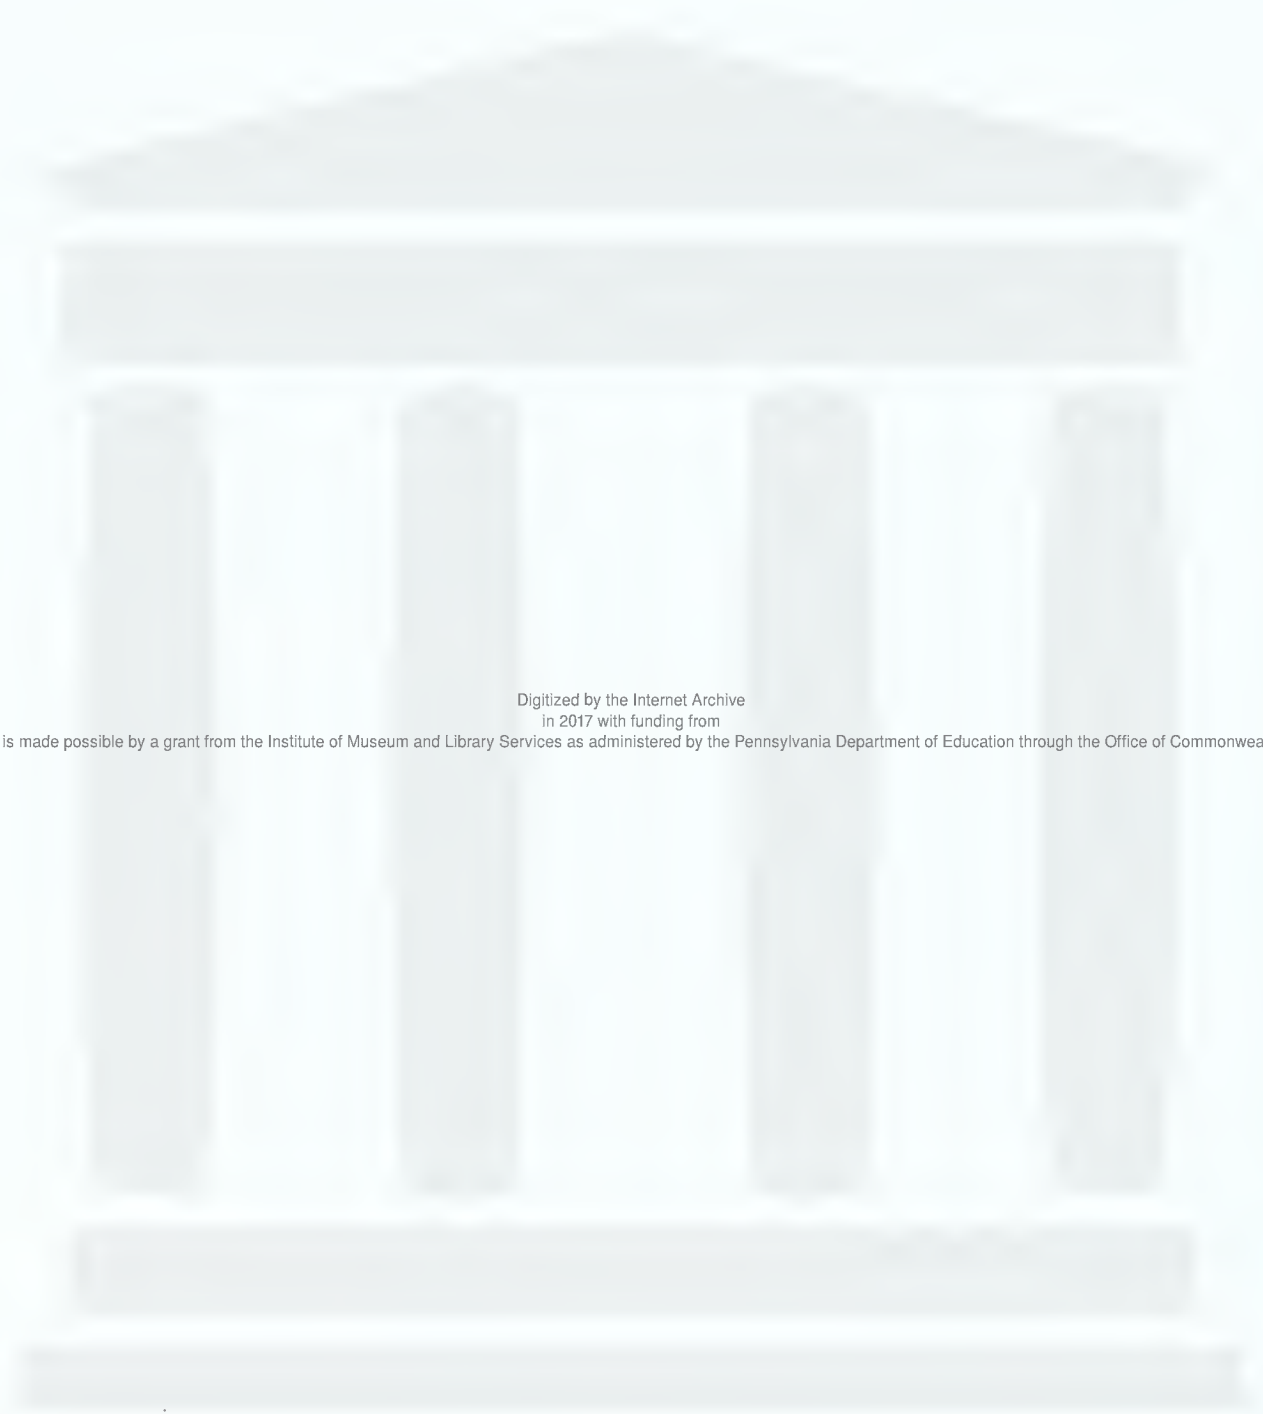 Digitized by the Internet Archive
in 2017 with funding from
is made possible by a grant from the Institute of Museum and Library Services as administered by the Pennsylvania Department of Education through the Office of